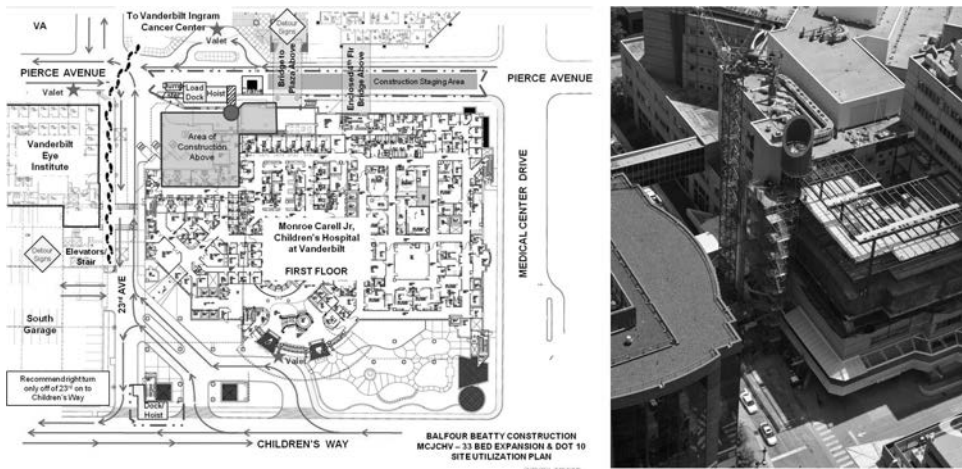 VA
To Vanderbilt Ingram
Cancer Center
Valet
Detour
Signs
PIERCE AVENUE
Valet
Load
Dock
Hoist
Bridge to
Plaza Above
Enclosed 4th Flr
Bridge Above
Construction Staging Area
PIERCE AVENUE
Vanderbilt
Eye
Institute
Area of
Construction
Above
Monroe Carell Jr,
Children's Hospital
at Vanderbilt
FIRST FLOOR
MEDICAL CENTER DRIVE
Detour
Signs
Elevators/
Stair
23rd AVE
South
Garage
Valet
Recommend right turn
only off of 23rd on to
Children's Way
Dock/
Hoist
CHILDREN'S WAY
BALFOUR BEATTY CONSTRUCTION
MCJCHV – 33 BED EXPANSION & DOT 10
SITE UTILIZATION PLAN